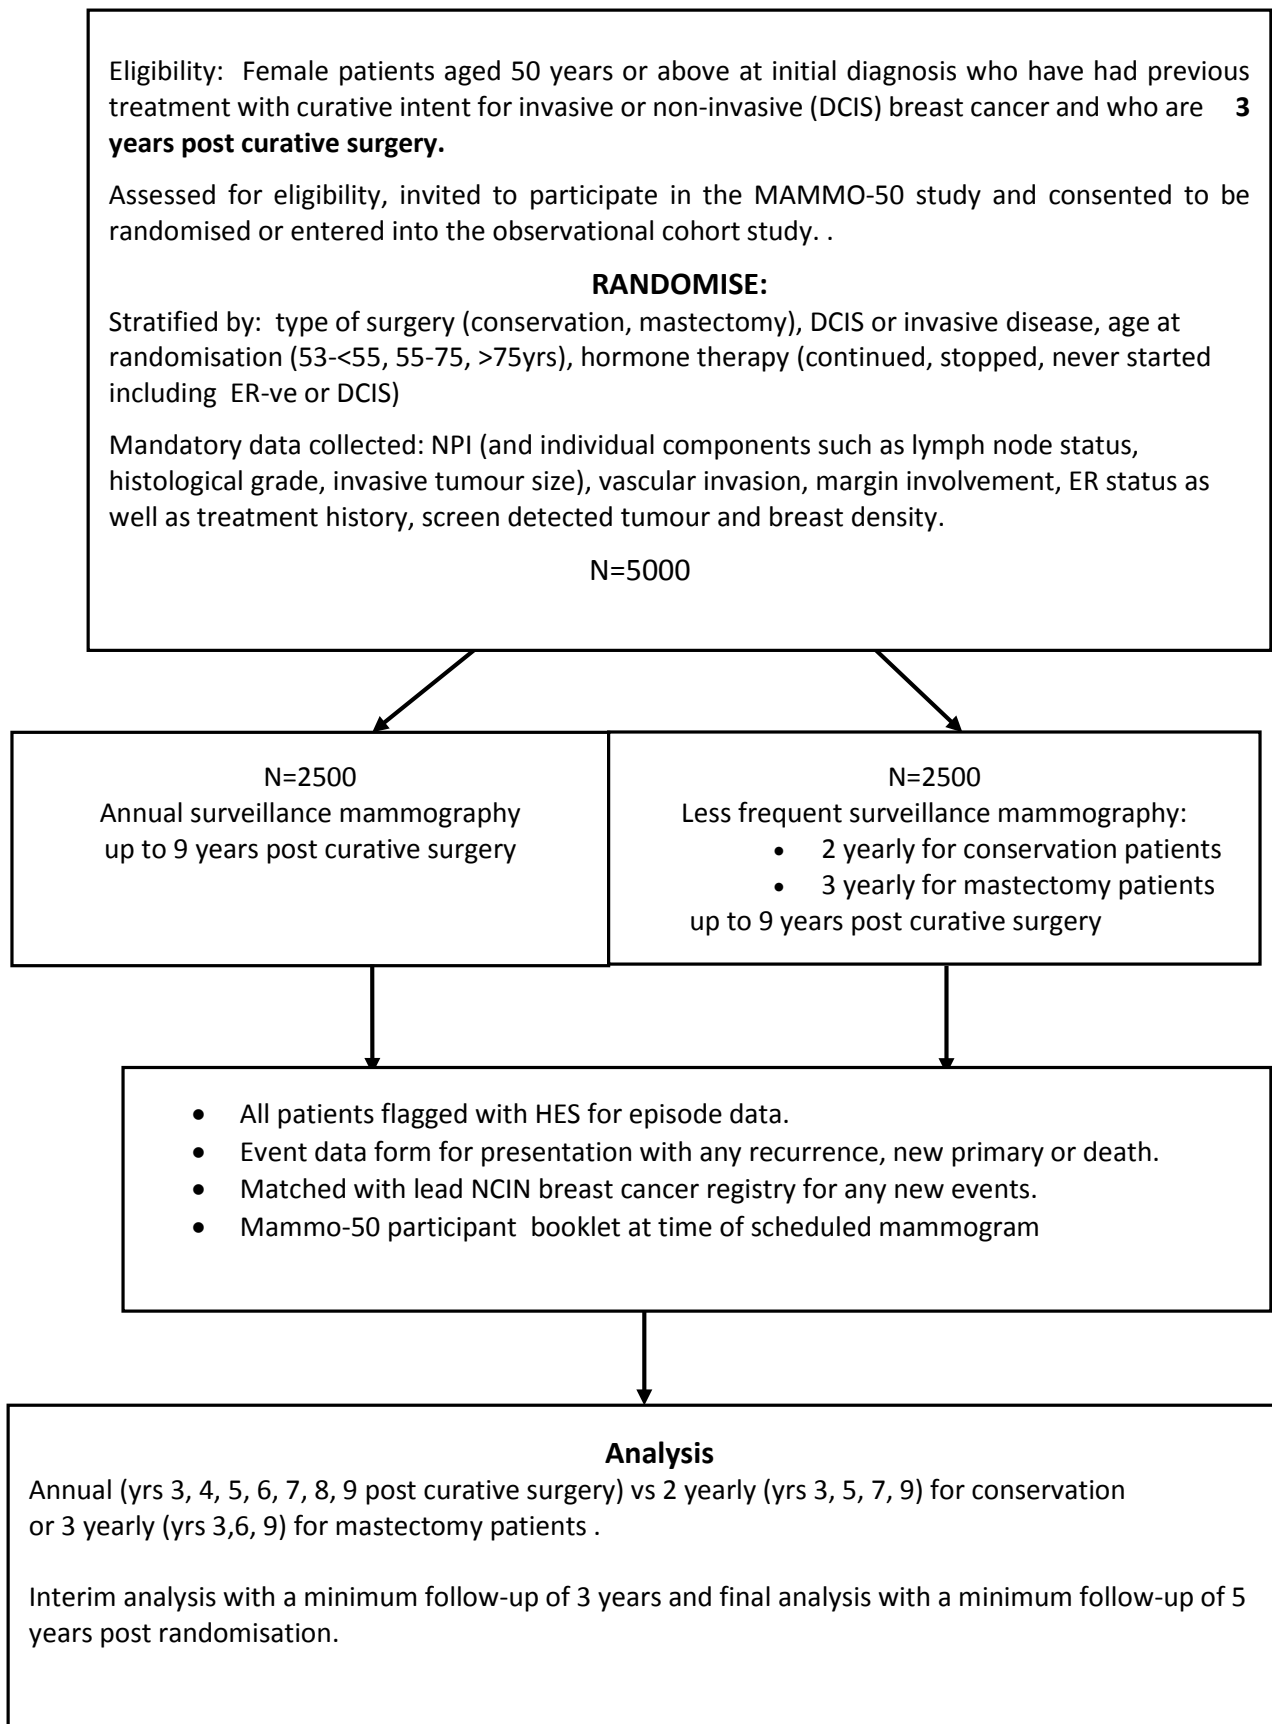 Eligibility: Female patients aged 50 years or above at initial diagnosis who have had previous
treatment with curative intent for invasive or non-invasive (DCIS) breast cancer and who are 3
years post curative surgery.
Assessed for eligibility, invited to participate in the MAMMO-50 study and consented to be
randomised or entered into the observational cohort study. .
RANDOMISE:
Stratified by: type of surgery (conservation, mastectomy), DCIS or invasive disease, age at
randomisation (53-<55, 55-75, >75yrs), hormone therapy (continued, stopped, never started
including ER-ve or DCIS)
Mandatory data collected: NPI (and individual components such as lymph node status,
histological grade, invasive tumour size), vascular invasion, margin involvement, ER status as
well as treatment history, screen detected tumour and breast density.
N=5000
N=2500
Annual surveillance mammography
up to 9 years post curative surgery
N=2500
Less frequent surveillance mammography:
• 2 yearly for conservation patients
• 3 yearly for mastectomy patients
up to 9 years post curative surgery
• All patients flagged with HES for episode data.
• Event data form for presentation with any recurrence, new primary or death.
• Matched with lead NCIN breast cancer registry for any new events.
• Mammo-50 participant booklet at time of scheduled mammogram
Analysis
Annual (yrs 3, 4, 5, 6, 7, 8, 9 post curative surgery) vs 2 yearly (yrs 3, 5, 7, 9) for conservation
or 3 yearly (yrs 3,6, 9) for mastectomy patients .
Interim analysis with a minimum follow-up of 3 years and final analysis with a minimum follow-up of 5
years post randomisation.